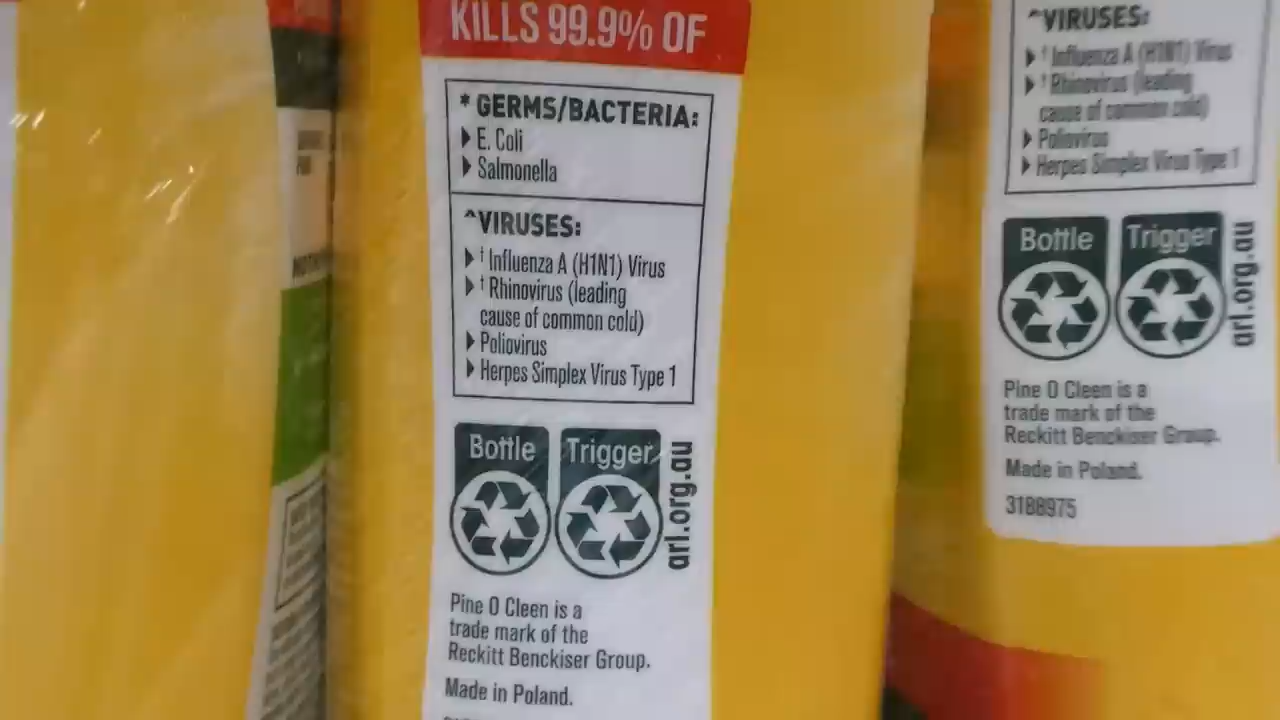 KILLS 99.9% OF
* GERMS/BACTERIA:
E. Coli
Salmonella
^VIRUSES:
† Influenza A (H1N1) Virus
† Rhinovirus (leading
cause of common cold)
Poliovirus
Herpes Simplex Virus Type 1
Bottle Trigger
arl.org.au
Pine O Cleen is a
trade mark of the
Reckitt Benckiser Group.
Made in Poland.
^VIRUSES:
† Influenza A (H1N1) Virus
† Rhinovirus (leading
cause of common cold)
Poliovirus
Herpes Simplex Virus Type 1
Bottle Trigger
arl.org.au
Pine O Cleen is a
trade mark of the
Reckitt Benckiser Group.
Made in Poland.
3188975